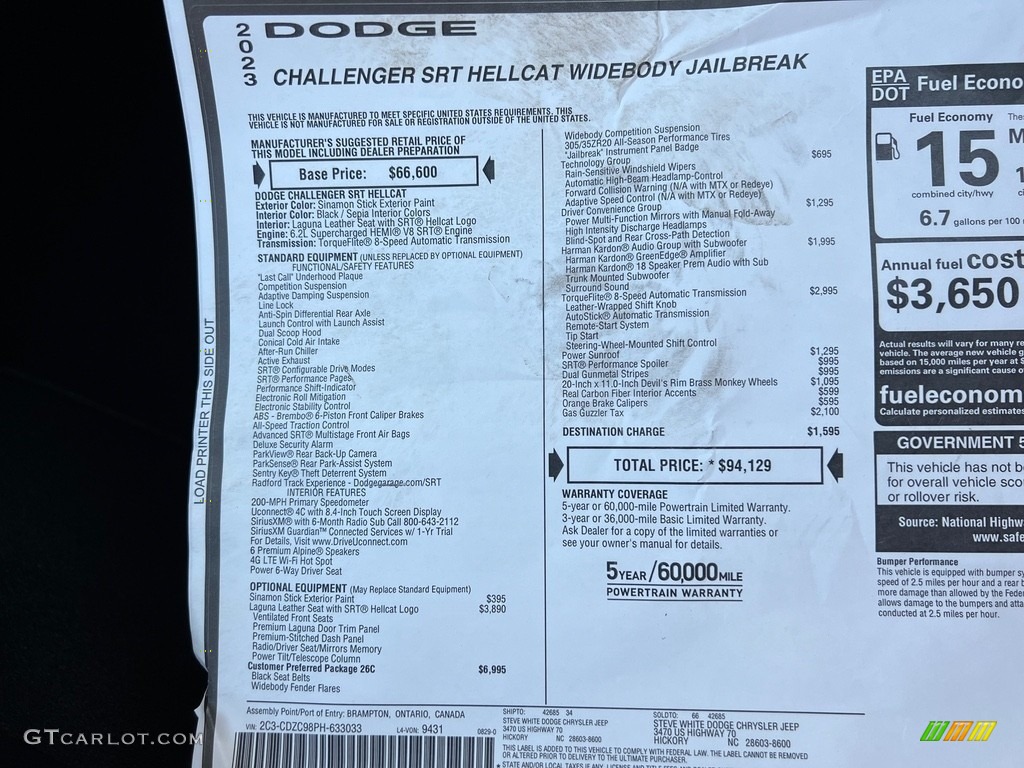 2023 DODGE
CHALLENGER SRT HELLCAT WIDEBODY JAILBREAK
THIS VEHICLE IS MANUFACTURED TO MEET SPECIFIC UNITED STATES REQUIREMENTS. THIS
VEHICLE IS NOT MANUFACTURED FOR SALE OR REGISTRATION OUTSIDE OF THE UNITED STATES.
MANUFACTURER'S SUGGESTED RETAIL PRICE OF
THIS MODEL INCLUDING DEALER PREPARATION
Base Price: $66,600
DODGE CHALLENGER SRT HELLCAT
Exterior Color: Sinamon Stick Exterior Paint
Interior Color: Black / Sepia Interior Colors
Interior: Laguna Leather Seat with SRT® Hellcat Logo
Engine: 6.2L Supercharged HEMI® V8 SRT® Engine
Transmission: TorqueFlite® 8-Speed Automatic Transmission
STANDARD EQUIPMENT (UNLESS REPLACED BY OPTIONAL EQUIPMENT)
FUNCTIONAL/SAFETY FEATURES
"Last Call" Underhood Plaque
Competition Suspension
Adaptive Damping Suspension
Line Lock
Anti-Spin Differential Rear Axle
Launch Control with Launch Assist
Dual Scoop Hood
Conical Cold Air Intake
After-Run Chiller
Active Exhaust
SRT® Configurable Drive Modes
SRT® Performance Pages
Performance Shift-Indicator
Electronic Roll Mitigation
Electronic Stability Control
ABS - Brembo® 6-Piston Front Caliper Brakes
All-Speed Traction Control
Advanced SRT® Multistage Front Air Bags
Deluxe Security Alarm
ParkView® Rear Back-Up Camera
ParkSense® Rear Park-Assist System
Sentry Key® Theft Deterrent System
Radford Track Experience - Dodgegarage.com/SRT
INTERIOR FEATURES
200-MPH Primary Speedometer
Uconnect® 4C with 8.4-Inch Touch Screen Display
SiriusXM® with 6-Month Radio Sub Call 800-643-2112
SiriusXM Guardian™ Connected Services w/ 1-Yr Trial
For Details, Visit www.DriveUconnect.com
6 Premium Alpine® Speakers
4G LTE Wi-Fi Hot Spot
Power 6-Way Driver Seat
OPTIONAL EQUIPMENT (May Replace Standard Equipment)
Sinamon Stick Exterior Paint $395
Laguna Leather Seat with SRT® Hellcat Logo $3,890
Ventilated Front Seats
Premium Laguna Door Trim Panel
Premium-Stitched Dash Panel
Radio/Driver Seat/Mirrors Memory
Power Tilt/Telescope Column
Customer Preferred Package 26C $6,995
Black Seat Belts
Widebody Fender Flares
Widebody Competition Suspension
305/35ZR20 All-Season Performance Tires
"Jailbreak" Instrument Panel Badge
Technology Group $695
Rain-Sensitive Windshield Wipers
Automatic High-Beam Headlamp-Control
Forward Collision Warning (N/A with MTX or Redeye)
Adaptive Speed Control (N/A with MTX or Redeye)
Driver Convenience Group $1,295
Power Multi-Function Mirrors with Manual Fold-Away
High Intensity Discharge Headlamps
Blind-Spot and Rear Cross-Path Detection
Harman Kardon® Audio Group with Subwoofer $1,995
Harman Kardon® GreenEdge® Amplifier
Harman Kardon® 18 Speaker Prem Audio with Sub
Trunk Mounted Subwoofer
Surround Sound
TorqueFlite® 8-Speed Automatic Transmission $2,995
Leather-Wrapped Shift Knob
AutoStick® Automatic Transmission
Remote-Start System
Tip Start
Steering-Wheel-Mounted Shift Control
Power Sunroof $1,295
SRT® Performance Spoiler $995
Dual Gunmetal Stripes $995
20-Inch x 11.0-Inch Devil's Rim Brass Monkey Wheels $1,095
Real Carbon Fiber Interior Accents $599
Orange Brake Calipers $595
Gas Guzzler Tax $2,100
DESTINATION CHARGE $1,595
TOTAL PRICE: * $94,129
WARRANTY COVERAGE
5-year or 60,000-mile Powertrain Limited Warranty.
3-year or 36,000-mile Basic Limited Warranty.
Ask Dealer for a copy of the limited warranties or
see your owner's manual for details.
5 YEAR/60,000 MILE
POWERTRAIN WARRANTY
Assembly Point/Port of Entry: BRAMPTON, ONTARIO, CANADA
VIN: 2C3-CDZC98PH-633033 L4-VON: 9431 0829-0
SHIPTO: 42685 34
STEVE WHITE DODGE CHRYSLER JEEP
3470 US HIGHWAY 70
HICKORY NC 28603-8600
SOLDTO: 66 42685
STEVE WHITE DODGE CHRYSLER JEEP
3470 US HIGHWAY 70
HICKORY NC 28603-8600
THIS LABEL IS ADDED TO THIS VEHICLE TO COMPLY WITH FEDERAL LAW. THE LABEL CANNOT BE REMOVED
OR ALTERED PRIOR TO DELIVERY TO THE ULTIMATE PURCHASER.
* STATE AND/OR LOCAL TAXES IF ANY, LICENSE AND TITLE FEES
LOAD PRINTER THIS SIDE OUT
EPA
DOT Fuel Econo
Fuel Economy
15
combined city/hwy
6.7 gallons per 100
Annual fuel cost
$3,650
Actual results will vary for many re
vehicle. The average new vehicle g
based on 15,000 miles per year at $
emissions are a significant cause o
fueleconom
Calculate personalized estimates
GOVERNMENT 5
This vehicle has not be
for overall vehicle sco
or rollover risk.
Source: National Highw
www.safe
Bumper Performance
This vehicle is equipped with bumper sy
speed of 2.5 miles per hour and a rear b
more damage than allowed by the Feder
allows damage to the bumpers and atta
conducted at 2.5 miles per hour.
GTcarlot.com